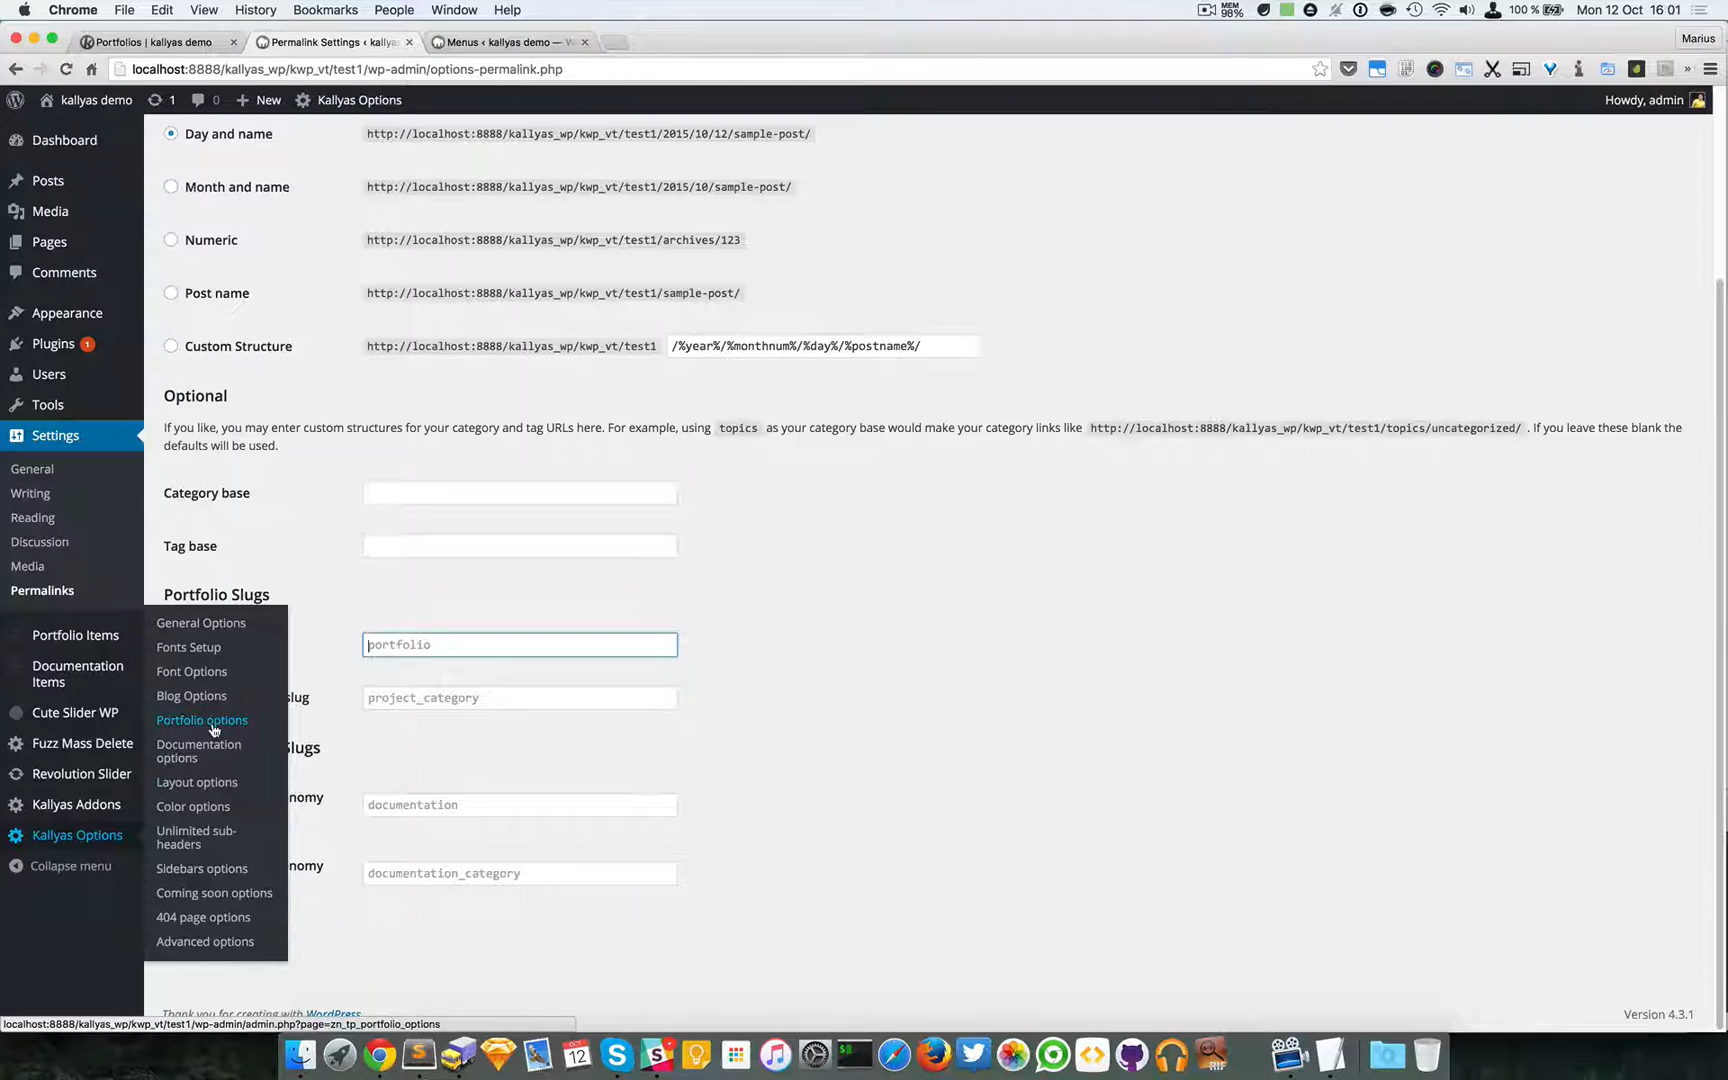 Chrome File Edit View History Bookmarks People Window Help MEM 98% 100 % Mon 12 Oct 16:01
Portfolios | kallyas demo Permalink Settings ‹ kallya Menus ‹ kallyas demo — W Marius
localhost:8888/kallyas_wp/kwp_vt/test1/wp-admin/options-permalink.php
kallyas demo 1 0 New Kallyas Options Howdy, admin
Dashboard
Posts
Media
Pages
Comments
Appearance
Plugins 1
Users
Tools
Settings
General
Writing
Reading
Discussion
Media
Permalinks
Portfolio Items
Documentation
Items
Cute Slider WP
Fuzz Mass Delete
Revolution Slider
Kallyas Addons
Kallyas Options
Collapse menu
General Options
Fonts Setup
Font Options
Blog Options
Portfolio options
Documentation
options
Layout options
Color options
Unlimited sub-
headers
Sidebars options
Coming soon options
404 page options
Advanced options
Day and name http://localhost:8888/kallyas_wp/kwp_vt/test1/2015/10/12/sample-post/
Month and name http://localhost:8888/kallyas_wp/kwp_vt/test1/2015/10/sample-post/
Numeric http://localhost:8888/kallyas_wp/kwp_vt/test1/archives/123
Post name http://localhost:8888/kallyas_wp/kwp_vt/test1/sample-post/
Custom Structure http://localhost:8888/kallyas_wp/kwp_vt/test1 /%year%/%monthnum%/%day%/%postname%/
Optional
If you like, you may enter custom structures for your category and tag URLs here. For example, using topics as your category base would make your category links like http://localhost:8888/kallyas_wp/kwp_vt/test1/topics/uncategorized/ . If you leave these blank the
defaults will be used.
Category base
Tag base
Portfolio Slugs
portfolio
slug project_category
Slugs
nomy documentation
nomy documentation_category
Thank you for creating with WordPress Version 4.3.1
localhost:8888/kallyas_wp/kwp_vt/test1/wp-admin/admin.php?page=zn_tp_portfolio_options